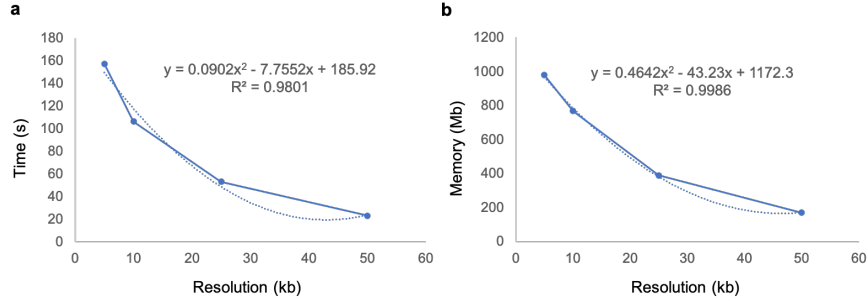 a
180
160
140
120
100
80
60
40
20
0
0 10 20 30 40 50 60
Time (s)
Resolution (kb)
y = 0.0902x² - 7.7552x + 185.92
R² = 0.9801
b
1200
1000
800
600
400
200
0
0 10 20 30 40 50 60
Memory (Mb)
Resolution (kb)
y = 0.4642x² - 43.23x + 1172.3
R² = 0.9986